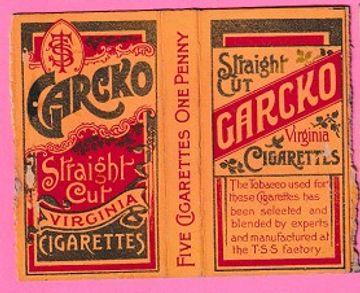 TSS
GARCKO
Straight
Cut
VIRGINIA
CIGARETTES
FIVE CIGARETTES ONE PENNY
Straight
CUT
GARCKO
Virginia
CIGARETTES
The Tobacco used for
these Cigarettes has
been selected and
blended by experts
and manufactured at
the T.S.S factory.